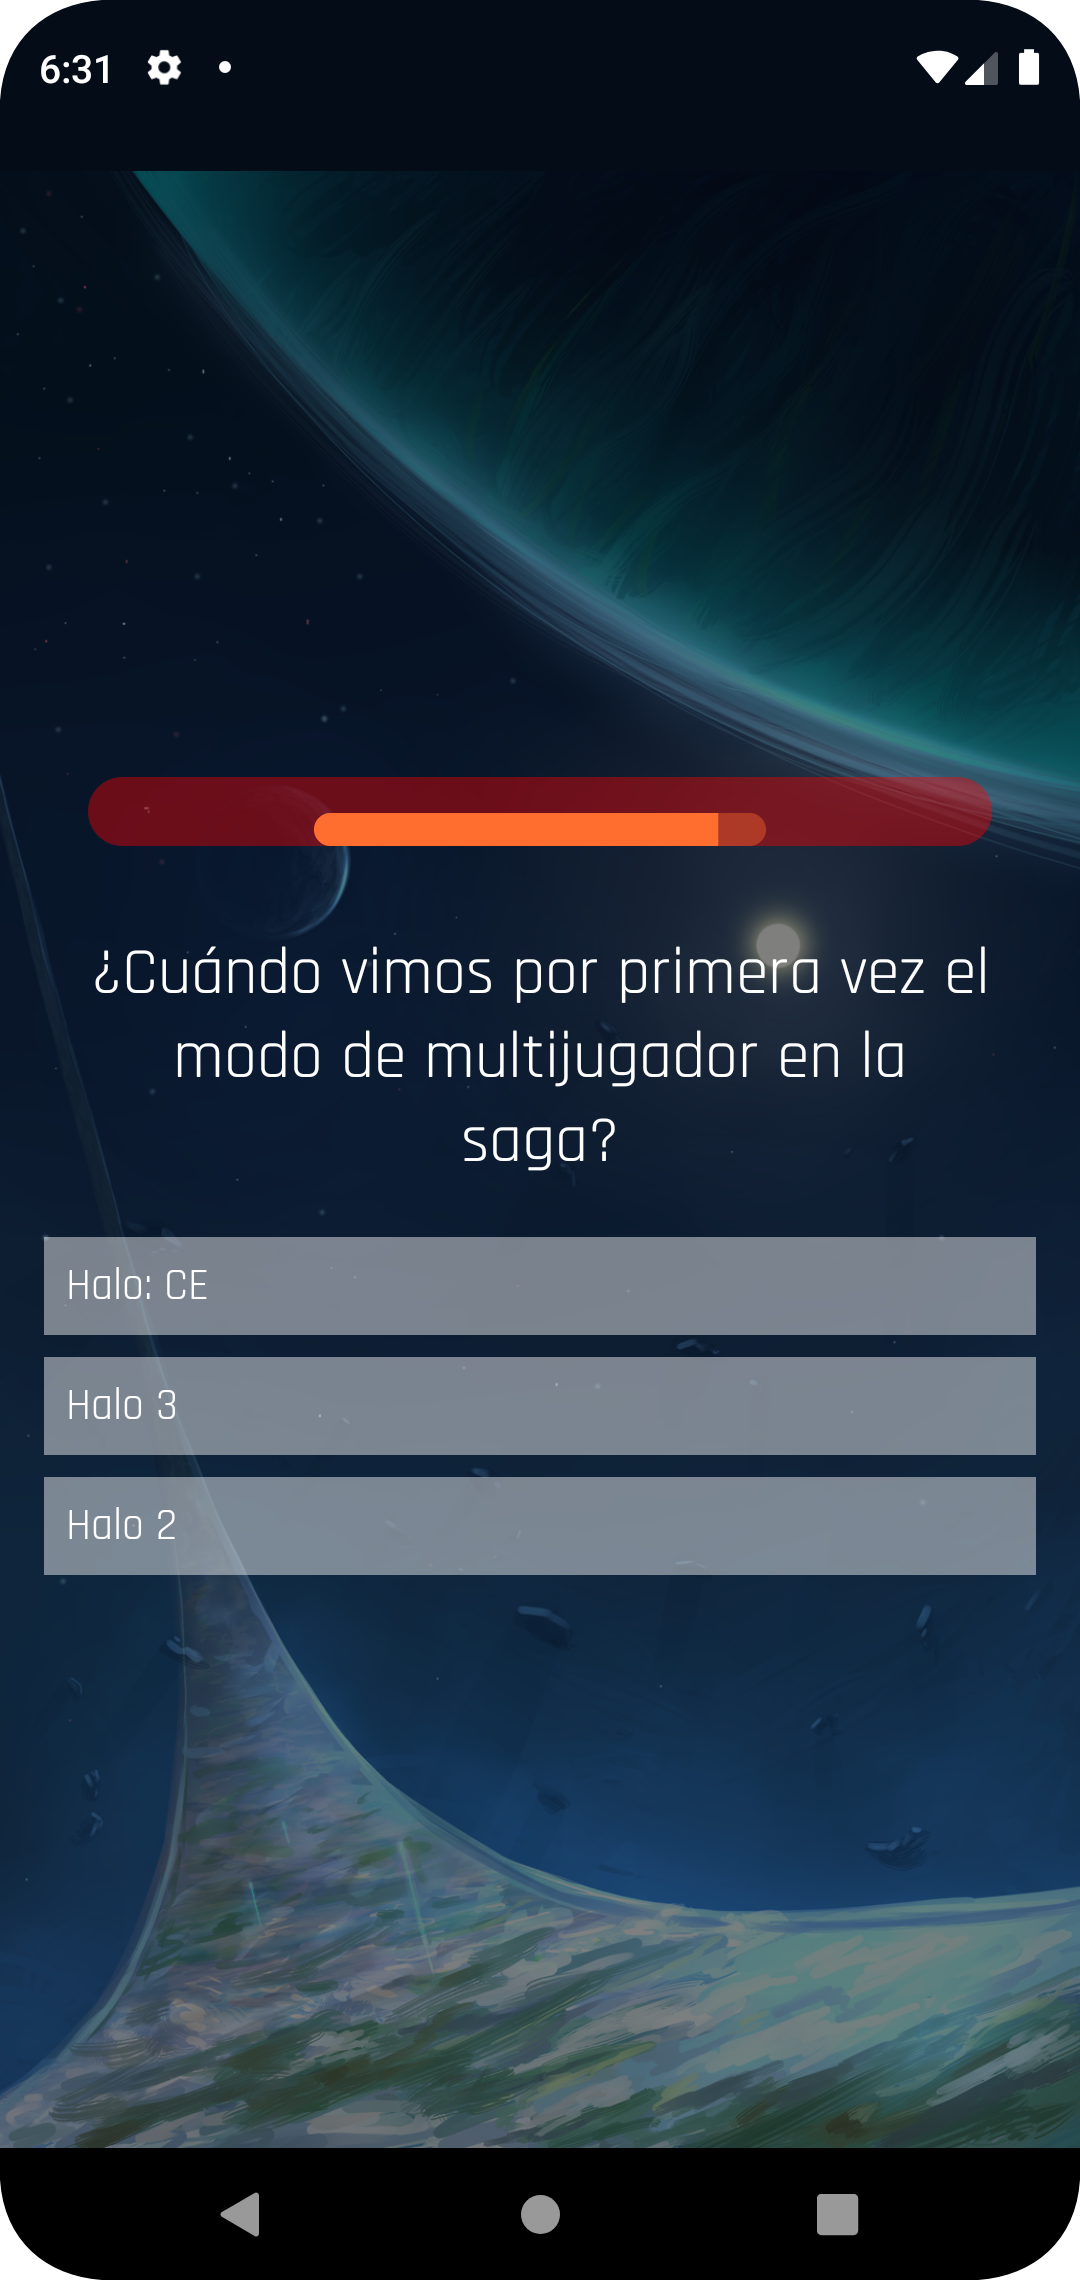 6:31
¿Cuándo vimos por primera vez el
modo de multijugador en la
saga?
Halo: CE
Halo 3
Halo 2